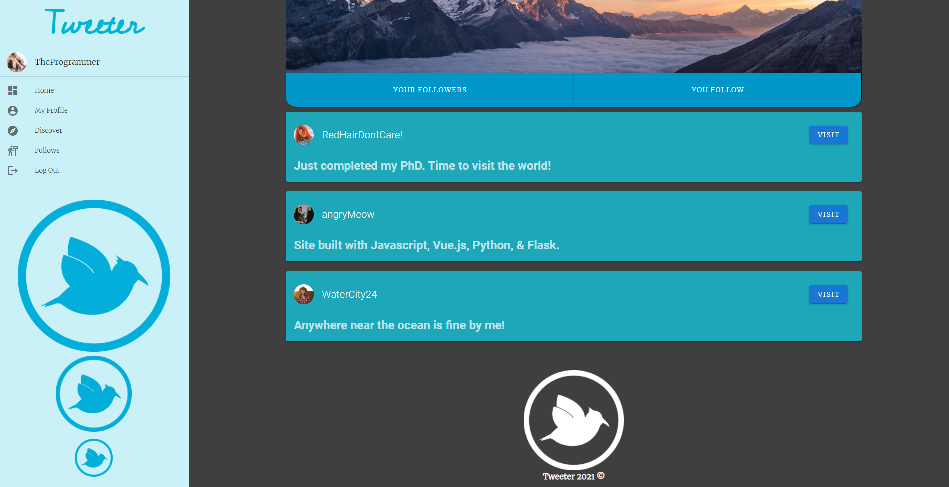 Tweeter
TheProgrammer
Home
My Profile
Discover
Follows
Log Out
YOUR FOLLOWERS
YOU FOLLOW
RedHairDontCare!
VISIT
Just completed my PhD. Time to visit the world!
angryMeow
VISIT
Site built with Javascript, Vue.js, Python, & Flask.
WaterCity24
VISIT
Anywhere near the ocean is fine by me!
Tweeter 2021 ©